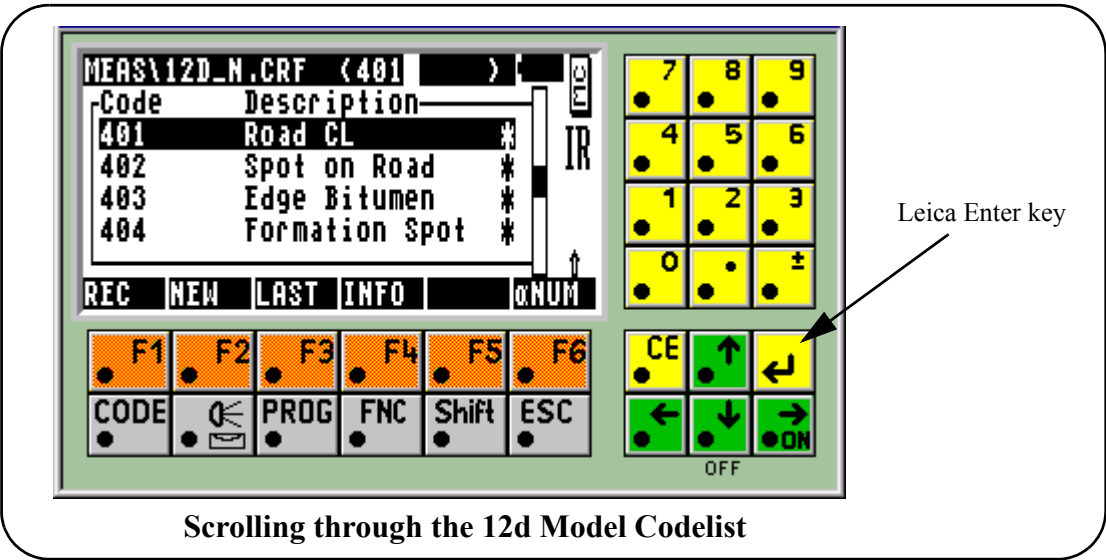 MEAS\12D_N.CRF (401 )
MC
Code Description
401 Road CL *
402 Spot on Road *
403 Edge Bitumen *
404 Formation Spot *
IR
REC NEW LAST INFO αNUM
7 8 9
4 5 6
1 2 3
0 . ±
Leica Enter key
F1 F2 F3 F4 F5 F6
CODE PROG FNC Shift ESC
CE ↑ ↵
← ↓ → ON
OFF
Scrolling through the 12d Model Codelist